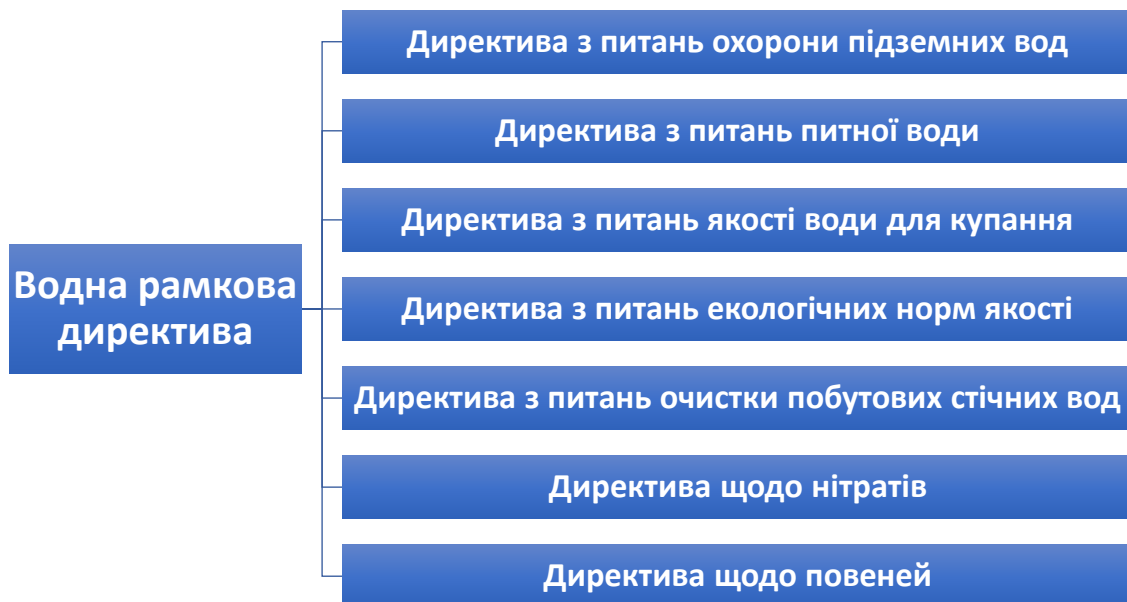 Директива з питань охорони підземних вод
Директива з питань питної води
Директива з питань якості води для купання
Водна рамкова
директива
Директива з питань екологічних норм якості
Директива з питань очистки побутових стічних вод
Директива щодо нітратів
Директива щодо повеней